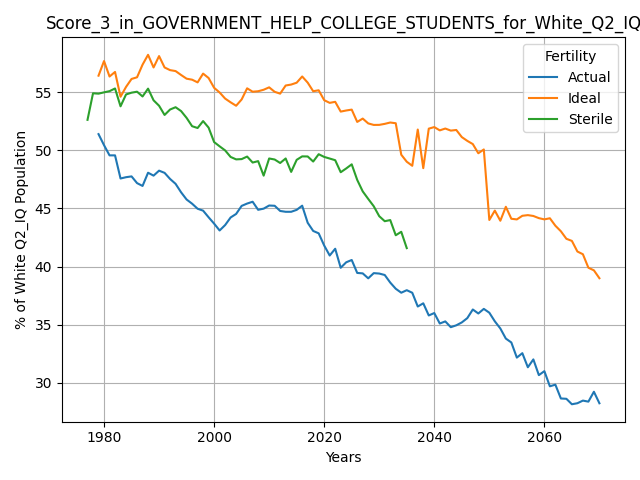 Score_3_in_GOVERNMENT_HELP_COLLEGE_STUDENTS_for_White_Q2_IQ
Fertility
Actual
Ideal
Sterile
% of White Q2_IQ Population
55
50
45
40
35
30
1980
2000
2020
2040
2060
Years